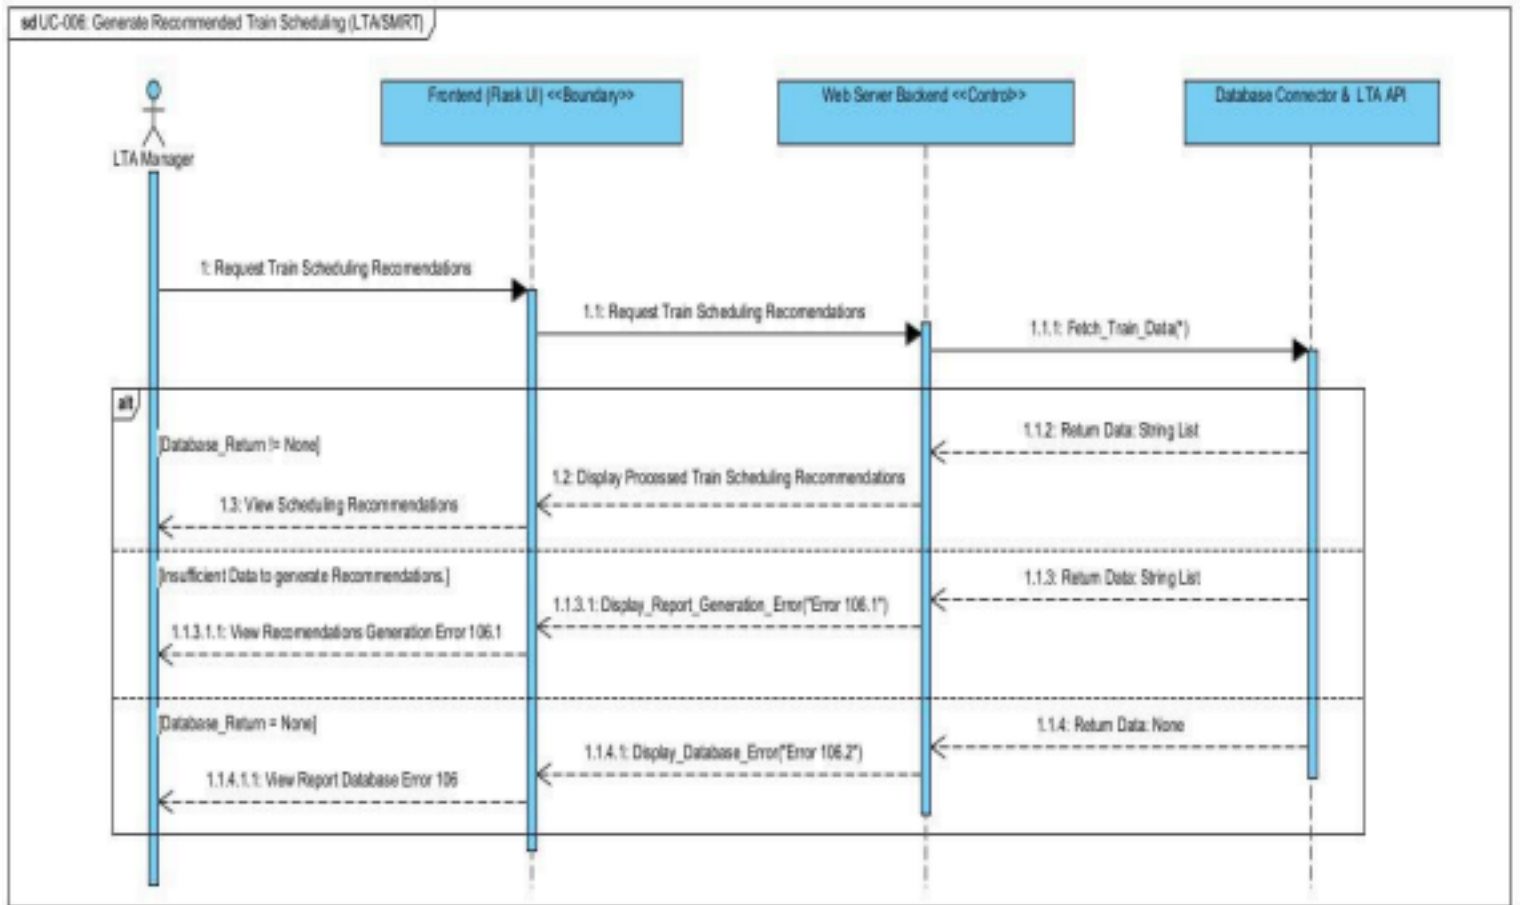 sd UC-006: Generate Recommended Train Scheduling (LTA/SMRT)
Frontend (Flask UI) <<Boundary>>
Web Server Backend <<Control>>
Database Connector & LTA API
LTA Manager
1: Request Train Scheduling Recomendations
1.1: Request Train Scheduling Recomendations
1.1.1: Fetch_Train_Data(*)
alt
[Database_Return != None]
1.1.2: Return Data: String List
1.2: Display Processed Train Scheduling Recommendations
1.3: View Scheduling Recommendations
[Insufficient Data to generate Recommendations.]
1.1.3: Return Data: String List
1.1.3.1: Display_Report_Generation_Error("Error 106.1")
1.1.3.1.1: View Recomendations Generation Error 106.1
[Database_Return = None]
1.1.4: Return Data: None
1.1.4.1: Display_Database_Error("Error 106.2")
1.1.4.1.1: View Report Database Error 106